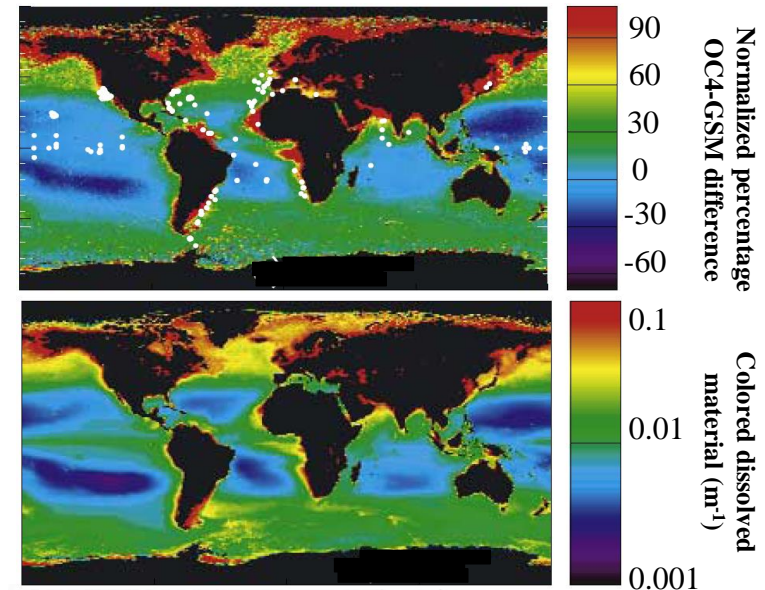 90
60
30
0
-30
-60
Normalized percentage
OC4-GSM difference
0.1
0.01
0.001
Colored dissolved
material (m⁻¹)